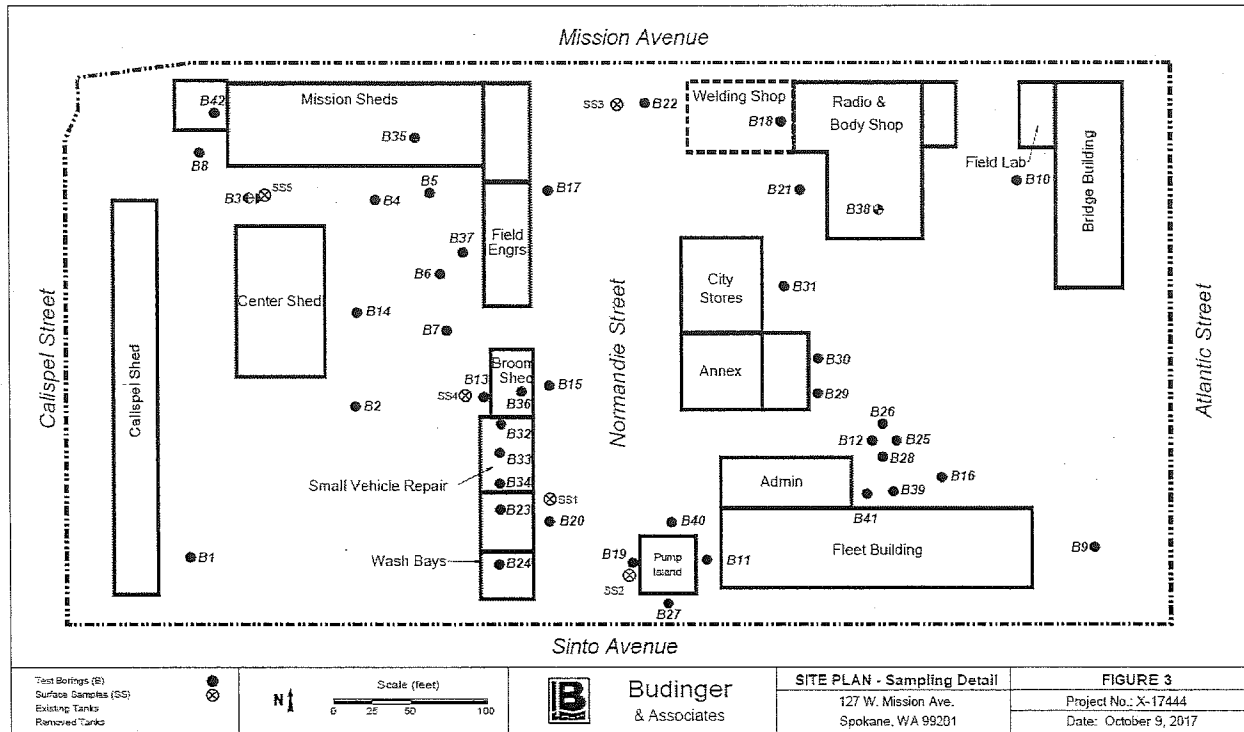 Mission Avenue
B42
Mission Sheds
SS3
B22
Welding Shop
B18
Radio &
Body Shop
B35
B8
Field Lab
B10
Bridge Building
B3
SS5
B4
B5
B17
B21
B38
Field
Engrs
B37
B6
Center Shed
B14
B7
City
Stores
B31
Calispel Street
Calispel Shed
Normandie Street
Atlantic Street
Broom
Shed
B13
SS4
B36
B15
B2
Annex
B30
B29
B32
B33
B34
Small Vehicle Repair
B26
B12
B25
B28
B16
Admin
B39
B41
SS1
B23
B20
B40
B1
Wash Bays
B24
B19
SS2
Pump
Island
B11
Fleet Building
B9
B27
Sinto Avenue
Test Borings (B)
Surface Samples (SS)
Existing Tanks
Removed Tanks
N
Scale (feet)
0 25 50 100
B
Budinger
& Associates
SITE PLAN - Sampling Detail
127 W. Mission Ave.
Spokane, WA 99201
FIGURE 3
Project No.: X-17444
Date: October 9, 2017